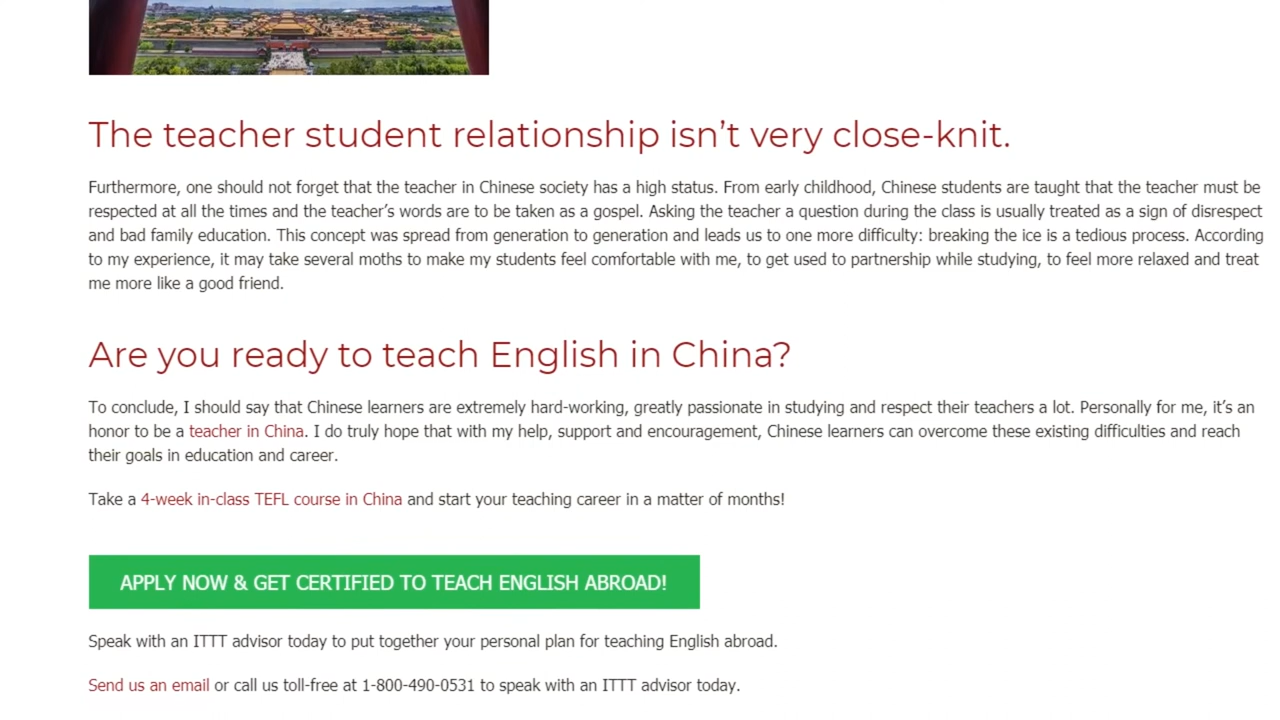 The teacher student relationship isn’t very close-knit.
Furthermore, one should not forget that the teacher in Chinese society has a high status. From early childhood, Chinese students are taught that the teacher must be
respected at all the times and the teacher’s words are to be taken as a gospel. Asking the teacher a question during the class is usually treated as a sign of disrespect
and bad family education. This concept was spread from generation to generation and leads us to one more difficulty: breaking the ice is a tedious process. According
to my experience, it may take several moths to make my students feel comfortable with me, to get used to partnership while studying, to feel more relaxed and treat
me more like a good friend.
Are you ready to teach English in China?
To conclude, I should say that Chinese learners are extremely hard-working, greatly passionate in studying and respect their teachers a lot. Personally for me, it’s an
honor to be a teacher in China. I do truly hope that with my help, support and encouragement, Chinese learners can overcome these existing difficulties and reach
their goals in education and career.
Take a 4-week in-class TEFL course in China and start your teaching career in a matter of months!
APPLY NOW & GET CERTIFIED TO TEACH ENGLISH ABROAD!
Speak with an ITTT advisor today to put together your personal plan for teaching English abroad.
Send us an email or call us toll-free at 1-800-490-0531 to speak with an ITTT advisor today.